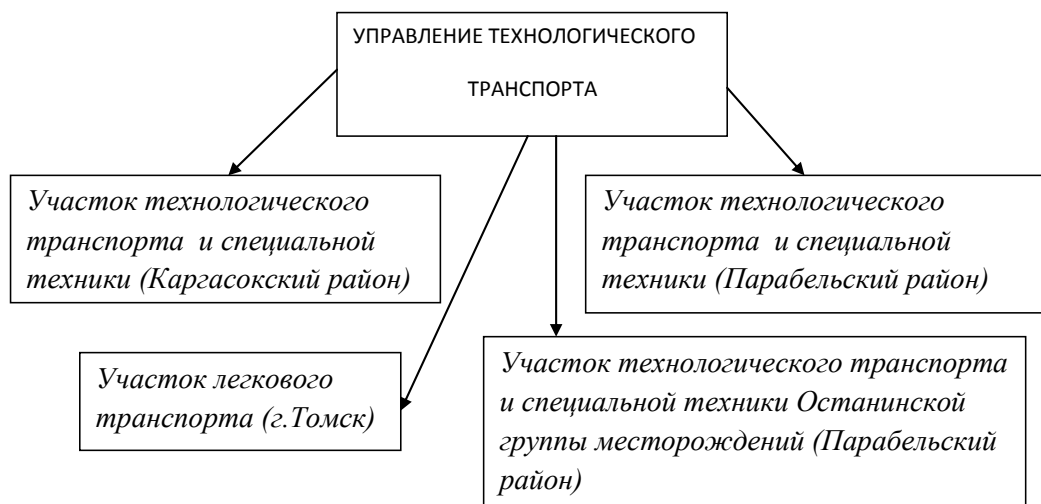 УПРАВЛЕНИЕ ТЕХНОЛОГИЧЕСКОГО
ТРАНСПОРТА
Участок технологического
транспорта и специальной
техники (Каргасокский район)
Участок технологического
транспорта и специальной
техники (Парабельский район)
Участок легкового
транспорта (г.Томск)
Участок технологического транспорта
и специальной техники Останинской
группы месторождений (Парабельский
район)